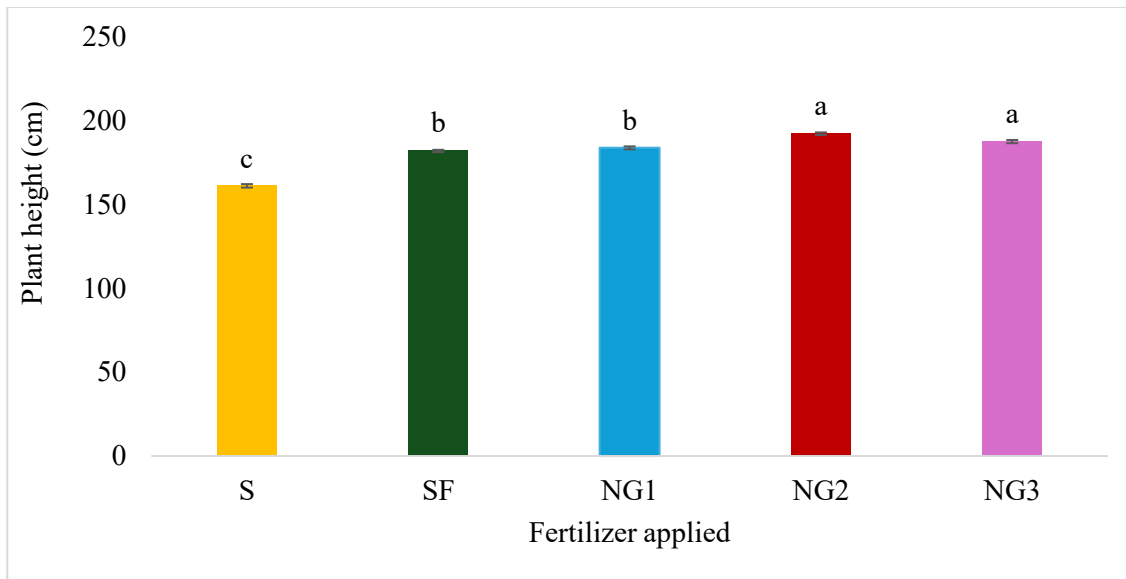 250
200
150
100
50
0
Plant height (cm)
c
b
b
a
a
S SF NG1 NG2 NG3
Fertilizer applied